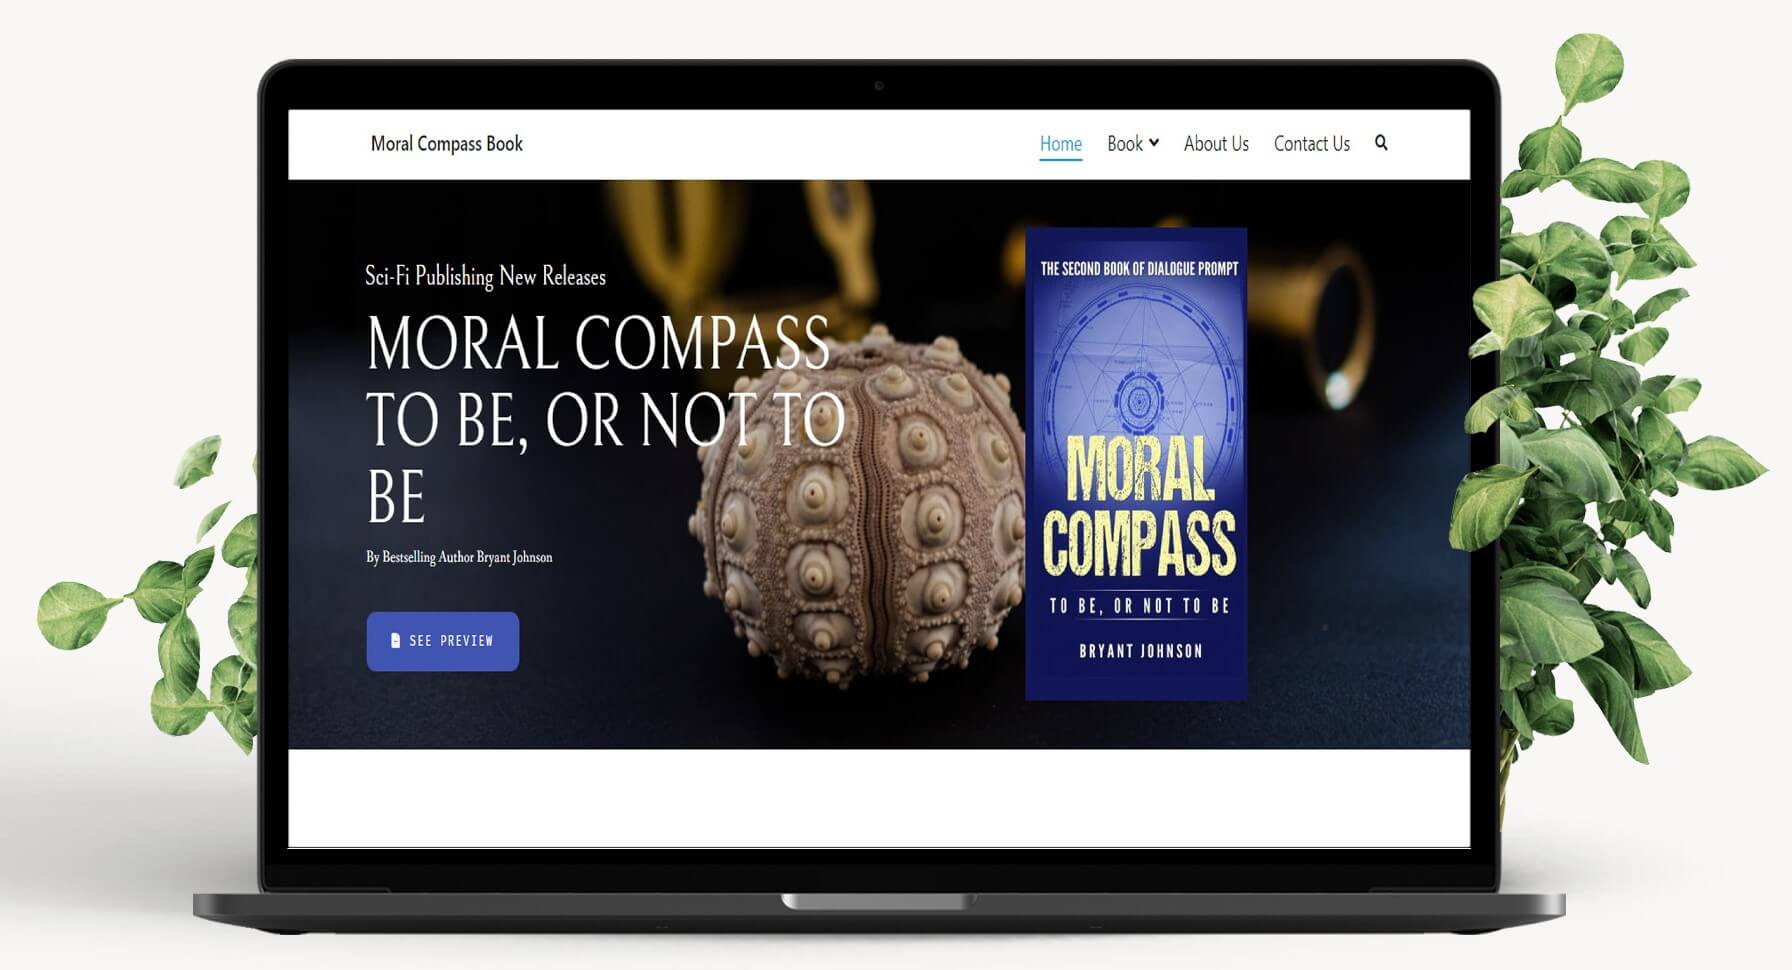 Moral Compass Book
Home Book About Us Contact Us
Sci-Fi Publishing New Releases
MORAL COMPASS
TO BE, OR NOT TO
BE
By Bestselling Author Bryant Johnson
SEE PREVIEW
THE SECOND BOOK OF DIALOGUE PROMPT
MORAL
COMPASS
TO BE, OR NOT TO BE
BRYANT JOHNSON